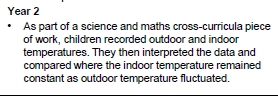 Year 2
• As part of a science and maths cross-curricula piece
of work, children recorded outdoor and indoor
temperatures. They then interpreted the data and
compared where the indoor temperature remained
constant as outdoor temperature fluctuated.